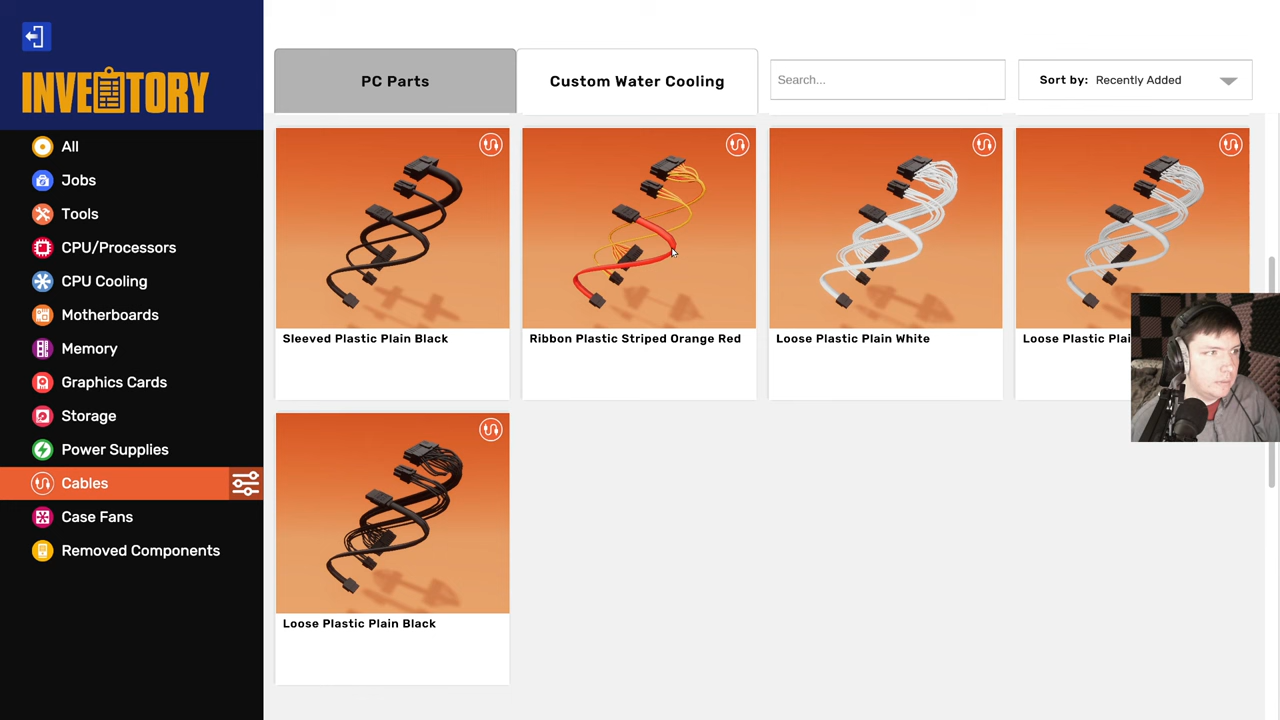 INVENTORY
All
Jobs
Tools
CPU/Processors
CPU Cooling
Motherboards
Memory
Graphics Cards
Storage
Power Supplies
Cables
Case Fans
Removed Components
PC Parts
Custom Water Cooling
Search...
Sort by: Recently Added
Sleeved Plastic Plain Black
Ribbon Plastic Striped Orange Red
Loose Plastic Plain White
Loose Plastic
Loose Plastic Plain Black